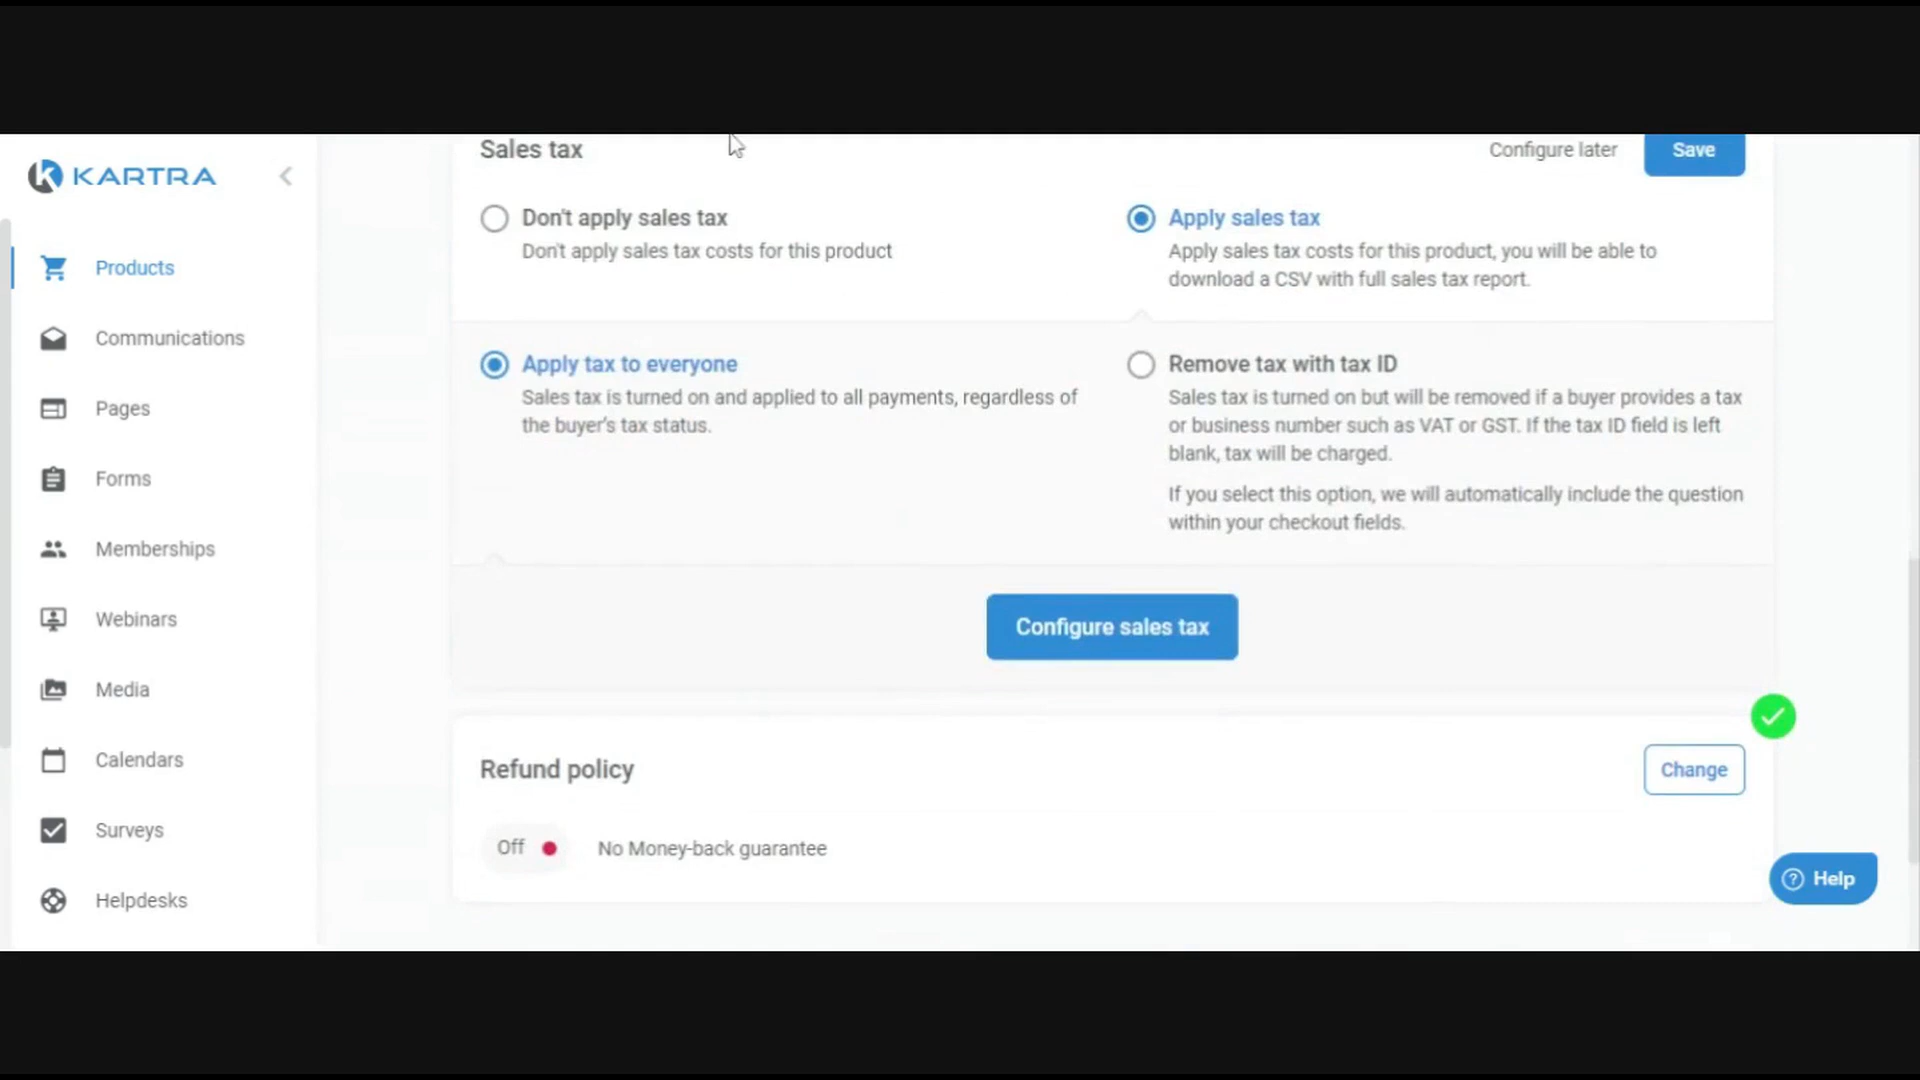 KARTRA
Products
Communications
Pages
Forms
Memberships
Webinars
Media
Calendars
Surveys
Helpdesks
Sales tax
Configure later
Save
Don't apply sales tax
Don't apply sales tax costs for this product
Apply sales tax
Apply sales tax costs for this product, you will be able to
download a CSV with full sales tax report.
Apply tax to everyone
Sales tax is turned on and applied to all payments, regardless of
the buyer's tax status.
Remove tax with tax ID
Sales tax is turned on but will be removed if a buyer provides a tax
or business number such as VAT or GST. If the tax ID field is left
blank, tax will be charged.
If you select this option, we will automatically include the question
within your checkout fields.
Configure sales tax
Refund policy
Change
Off
No Money-back guarantee
Help